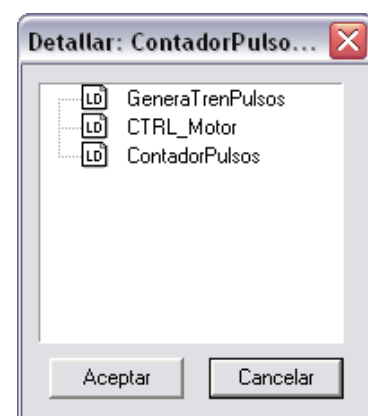 Detallar: ContadorPulso...
LD GeneraTrenPulsos
LD CTRL_Motor
LD ContadorPulsos
Aceptar Cancelar